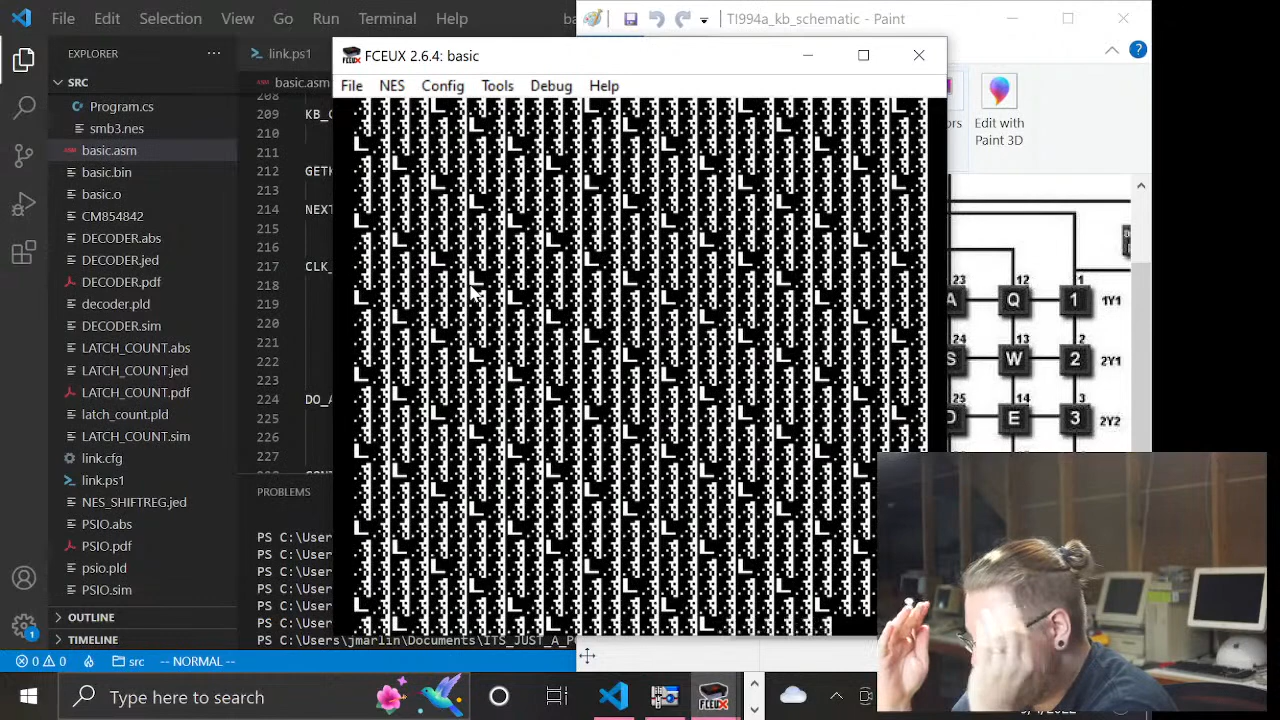 File Edit Selection View Go Run Terminal Help
TI994a_kb_schematic - Paint
EXPLORER
link.ps1
FCEUX 2.6.4: basic
SRC
basic.asm
File NES Config Tools Debug Help
Edit with
Paint 3D
Program.cs
smb3.nes
basic.asm
basic.bin
basic.o
CM854842
DECODER.abs
DECODER.jed
DECODER.pdf
decoder.pld
DECODER.sim
LATCH_COUNT.abs
LATCH_COUNT.jed
LATCH_COUNT.pdf
latch_count.pld
LATCH_COUNT.sim
link.cfg
link.ps1
NES_SHIFTREG.jed
PSIO.abs
PSIO.pdf
psio.pld
PSIO.sim
OUTLINE
TIMELINE
208
209
210
211
212
213
214 NEXT
215
216
217 CLK_
218
219
220
221
222
223
224 DO_A
225
226
227
23 12 1
A Q 1 1Y1
24 13 2
S W 2 2Y1
25 14 3
D E 3 2Y2
PROBLEMS
PS C:\User
PS C:\User
PS C:\User
PS C:\User
PS C:\User
PS C:\User
PS C:\Users\jmarlin\Documents\ITS_JUST_A_P
0 0 src -- NORMAL --
Type here to search